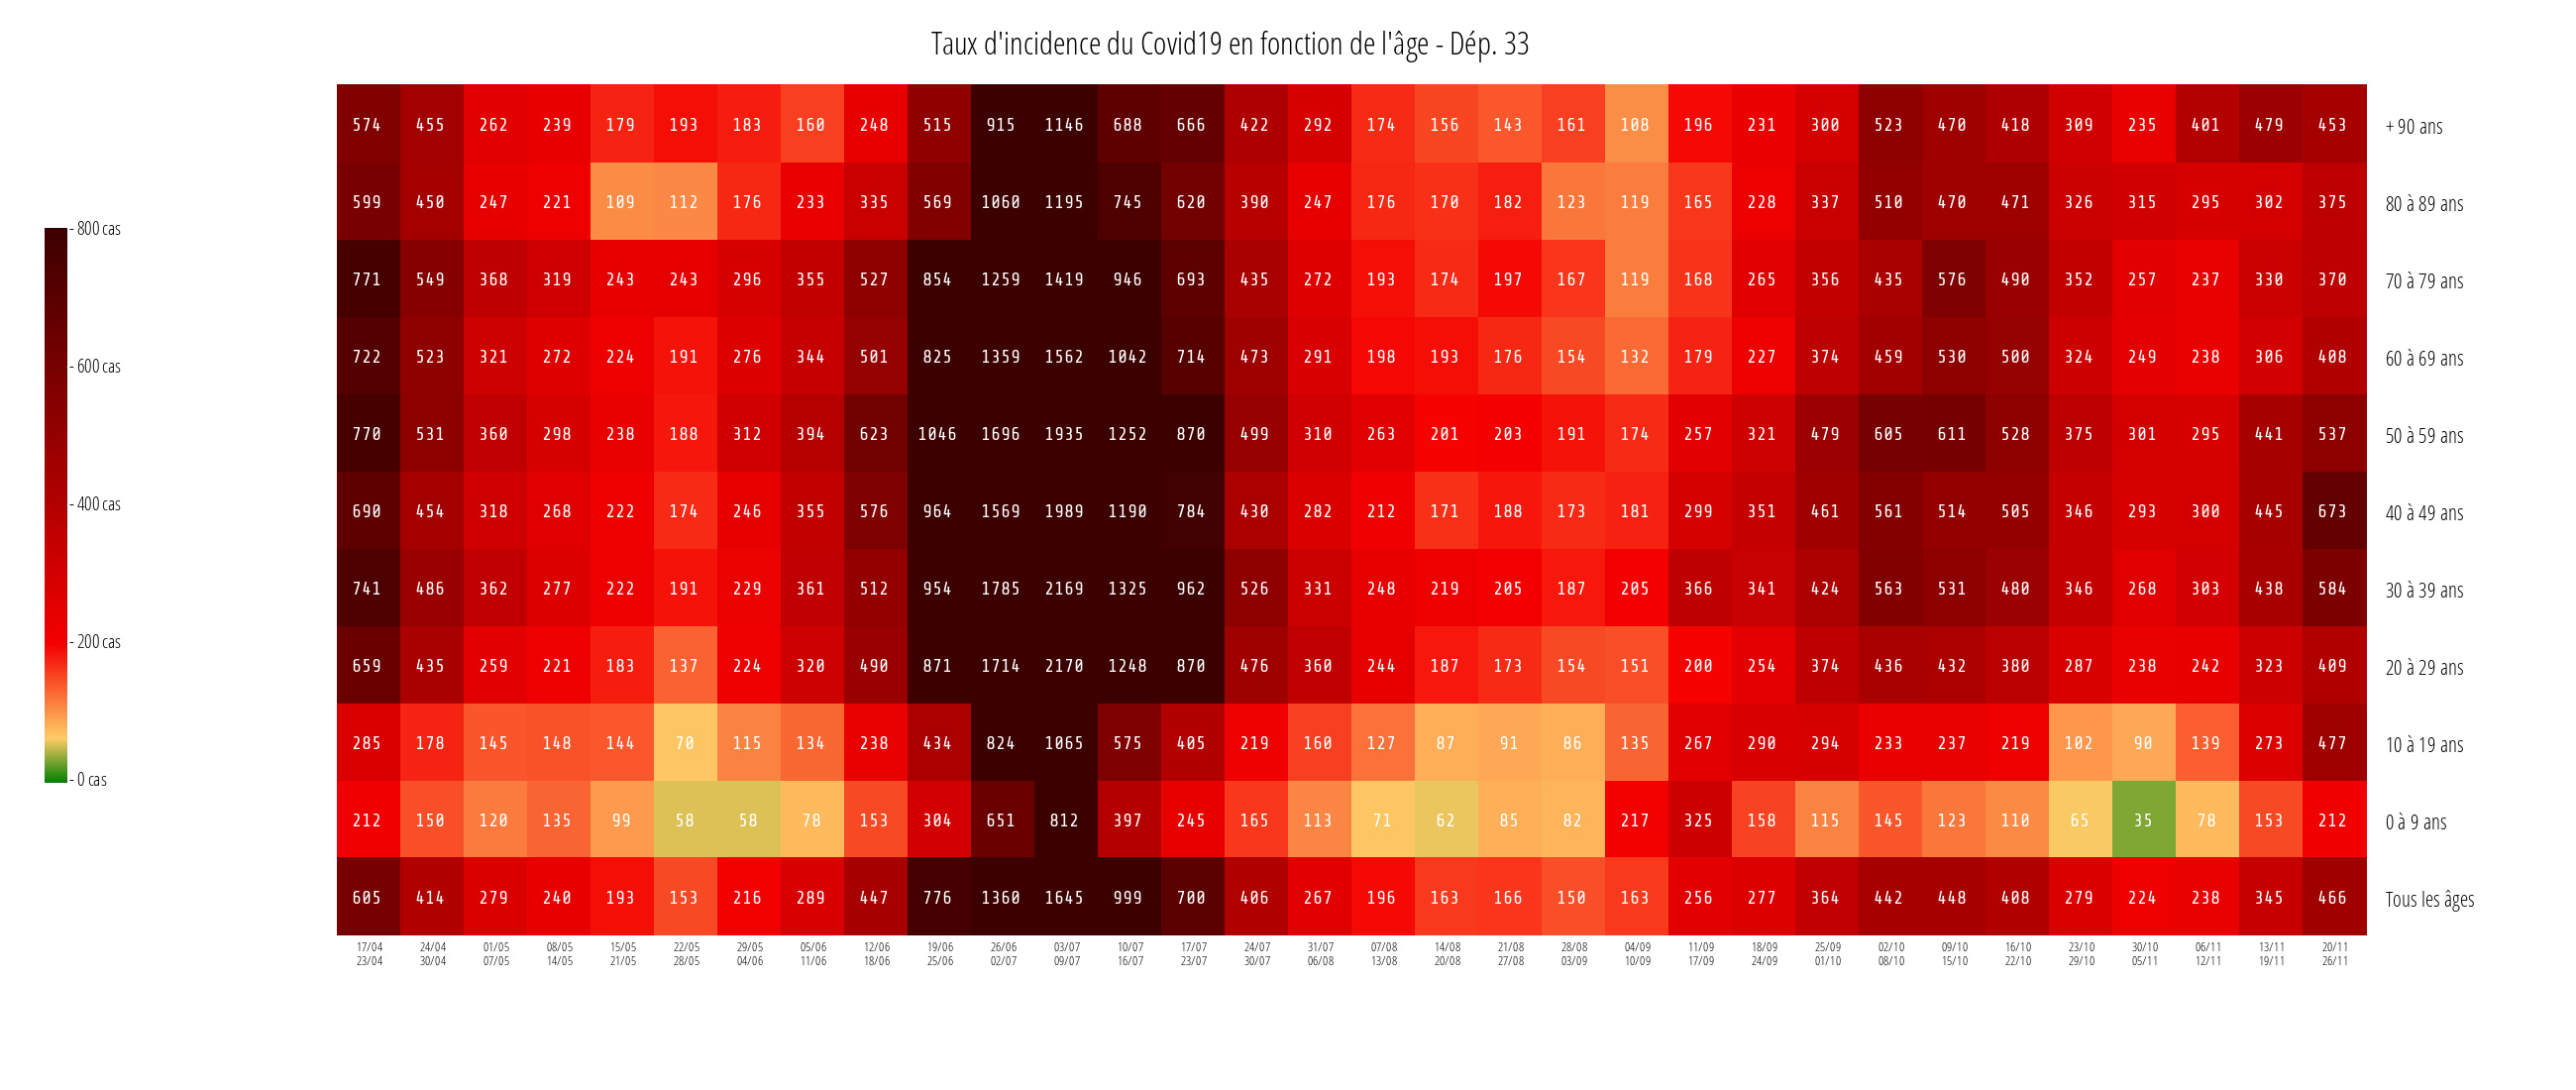 Taux d'incidence du Covid19 en fonction de l'âge - Dép. 33
- 800 cas
- 600 cas
- 400 cas
- 200 cas
- 0 cas
574 455 262 239 179 193 183 160 248 515 915 1146 688 666 422 292 174 156 143 161 108 196 231 300 523 470 418 309 235 401 479 453 + 90 ans
599 450 247 221 109 112 176 233 335 569 1060 1195 745 620 390 247 176 170 182 123 119 165 228 337 510 470 471 326 315 295 302 375 80 à 89 ans
771 549 368 319 243 243 296 355 527 854 1259 1419 946 693 435 272 193 174 197 167 119 168 265 356 435 576 490 352 257 237 330 370 70 à 79 ans
722 523 321 272 224 191 276 344 501 825 1359 1562 1042 714 473 291 198 193 176 154 132 179 227 374 459 530 500 324 249 238 306 408 60 à 69 ans
770 531 360 298 238 188 312 394 623 1046 1696 1935 1252 870 499 310 263 201 203 191 174 257 321 479 605 611 528 375 301 295 441 537 50 à 59 ans
690 454 318 268 222 174 246 355 576 964 1569 1989 1190 784 430 282 212 171 188 173 181 299 351 461 561 514 505 346 293 300 445 673 40 à 49 ans
741 486 362 277 222 191 229 361 512 954 1785 2169 1325 962 526 331 248 219 205 187 205 366 341 424 563 531 480 346 268 303 438 584 30 à 39 ans
659 435 259 221 183 137 224 320 490 871 1714 2170 1248 870 476 360 244 187 173 154 151 200 254 374 436 432 380 287 238 242 323 409 20 à 29 ans
285 178 145 148 144 70 115 134 238 434 824 1065 575 405 219 160 127 87 91 86 135 267 290 294 233 237 219 102 90 139 273 477 10 à 19 ans
212 150 120 135 99 58 58 78 153 304 651 812 397 245 165 113 71 62 85 82 217 325 158 115 145 123 110 65 35 78 153 212 0 à 9 ans
605 414 279 240 193 153 216 289 447 776 1360 1645 999 700 406 267 196 163 166 150 163 256 277 364 442 448 408 279 224 238 345 466 Tous les âges
17/04 24/04 01/05 08/05 15/05 22/05 29/05 05/06 12/06 19/06 26/06 03/07 10/07 17/07 24/07 31/07 07/08 14/08 21/08 28/08 04/09 11/09 18/09 25/09 02/10 09/10 16/10 23/10 30/10 06/11 13/11 20/11
23/04 30/04 07/05 14/05 21/05 28/05 04/06 11/06 18/06 25/06 02/07 09/07 16/07 23/07 30/07 06/08 13/08 20/08 27/08 03/09 10/09 17/09 24/09 01/10 08/10 15/10 22/10 29/10 05/11 12/11 19/11 26/11